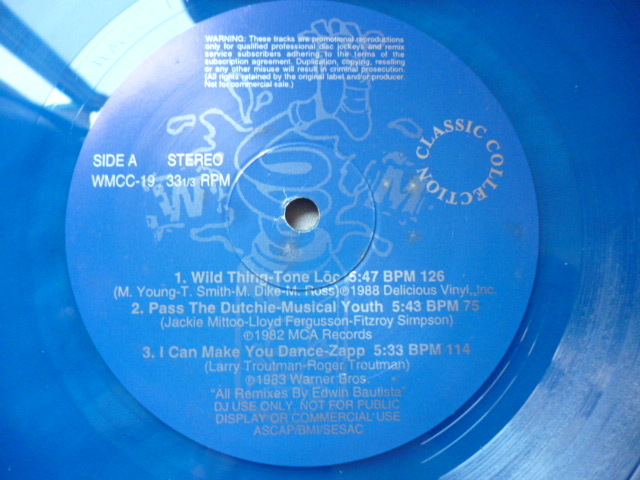 WARNING: These tracks are promotional reproductions
only for qualified professional disc jockeys and remix
service subscribers adhering to the terms of the
subscription agreement. Duplication, copying, reselling
or any other misuse will result in criminal prosecution.
(All rights retained by the original label and/or producer.
Not for commercial sale.)
CLASSIC COLLECTION
SIDE A STEREO
WMCC-19 33 1/3 RPM
W M
1. Wild Thing-Tone Lōc 5:47 BPM 126
(M. Young-T. Smith-M. Dike-M. Ross)℗1988 Delicious Vinyl, Inc.
2. Pass The Dutchie-Musical Youth 5:43 BPM 75
(Jackie Mittoo-Lloyd Fergusson-Fitzroy Simpson)
℗1982 MCA Records
3. I Can Make You Dance-Zapp 5:33 BPM 114
(Larry Troutman-Roger Troutman)
℗1983 Warner Bros.
"All Remixes By Edwin Bautista"
DJ USE ONLY, NOT FOR PUBLIC
DISPLAY OR COMMERCIAL USE
ASCAP/BMI/SESAC